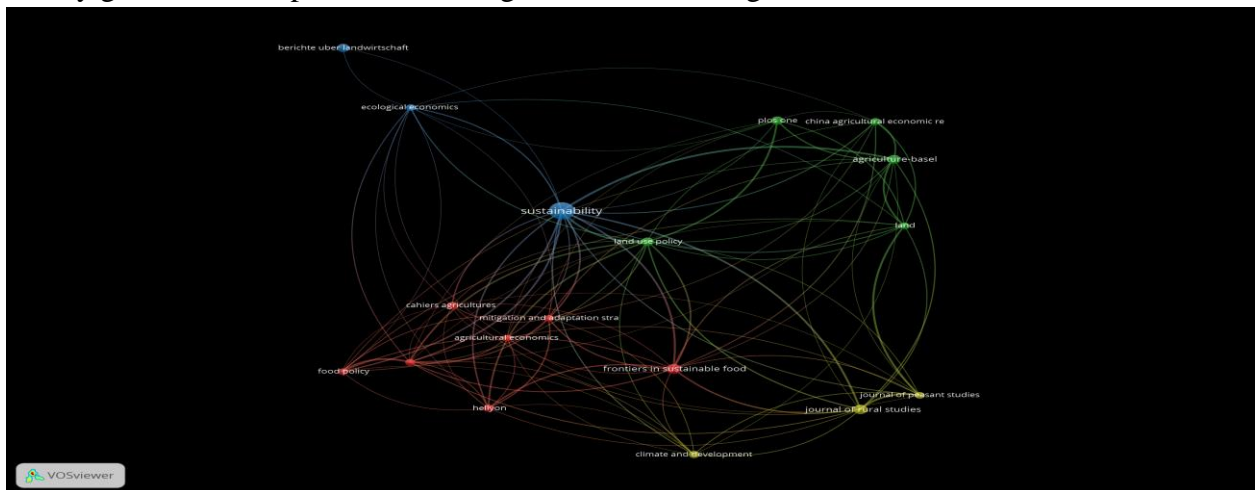 berichte uber landwirtschaft
ecological economics
plos one
china agricultural economic re
agriculture-basel
sustainability
land
land use policy
cahiers agricultures
mitigation and adaptation stra
agricultural economics
food policy
frontiers in sustainable food
journal of peasant studies
heliyon
journal of rural studies
climate and development
VOSviewer